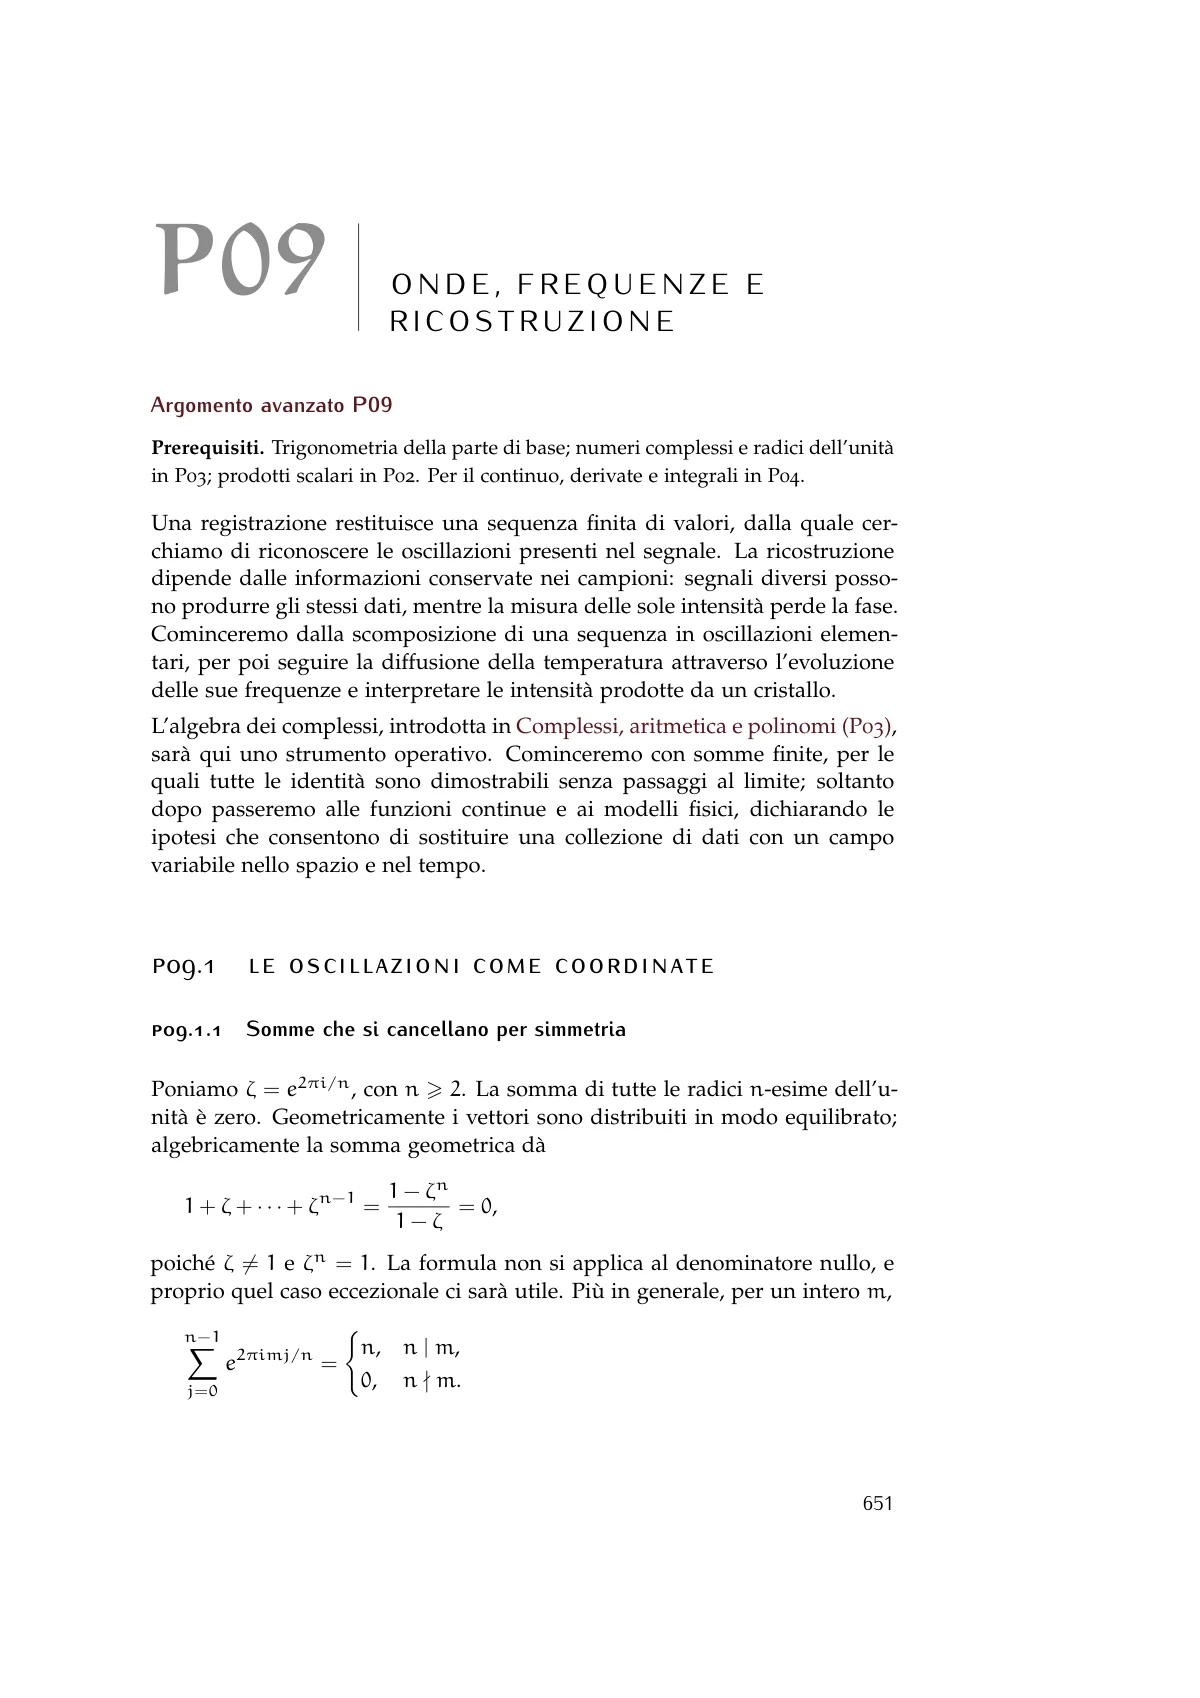 P09
ONDE, FREQUENZE E
RICOSTRUZIONE
Argomento avanzato P09
Prerequisiti. Trigonometria della parte di base; numeri complessi e radici dell'unità
in P03; prodotti scalari in P02. Per il continuo, derivate e integrali in P04.
Una registrazione restituisce una sequenza finita di valori, dalla quale cer-
chiamo di riconoscere le oscillazioni presenti nel segnale. La ricostruzione
dipende dalle informazioni conservate nei campioni: segnali diversi posso-
no produrre gli stessi dati, mentre la misura delle sole intensità perde la fase.
Cominceremo dalla scomposizione di una sequenza in oscillazioni elemen-
tari, per poi seguire la diffusione della temperatura attraverso l'evoluzione
delle sue frequenze e interpretare le intensità prodotte da un cristallo.
L'algebra dei complessi, introdotta in Complessi, aritmetica e polinomi (P03),
sarà qui uno strumento operativo. Cominceremo con somme finite, per le
quali tutte le identità sono dimostrabili senza passaggi al limite; soltanto
dopo passeremo alle funzioni continue e ai modelli fisici, dichiarando le
ipotesi che consentono di sostituire una collezione di dati con un campo
variabile nello spazio e nel tempo.
P09.1 LE OSCILLAZIONI COME COORDINATE
P09.1.1 Somme che si cancellano per simmetria
Poniamo ζ = e^{2πi/n}, con n ⩾ 2. La somma di tutte le radici n-esime dell'u-
nità è zero. Geometricamente i vettori sono distribuiti in modo equilibrato;
algebricamente la somma geometrica dà
1 + ζ + ··· + ζ^{n−1} = \frac{1 − ζ^n}{1 − ζ} = 0,
poiché ζ ≠ 1 e ζ^n = 1. La formula non si applica al denominatore nullo, e
proprio quel caso eccezionale ci sarà utile. Più in generale, per un intero m,
\sum_{j=0}^{n−1} e^{2πimj/n} = { n, n ∣ m,
0, n ∤ m.
651